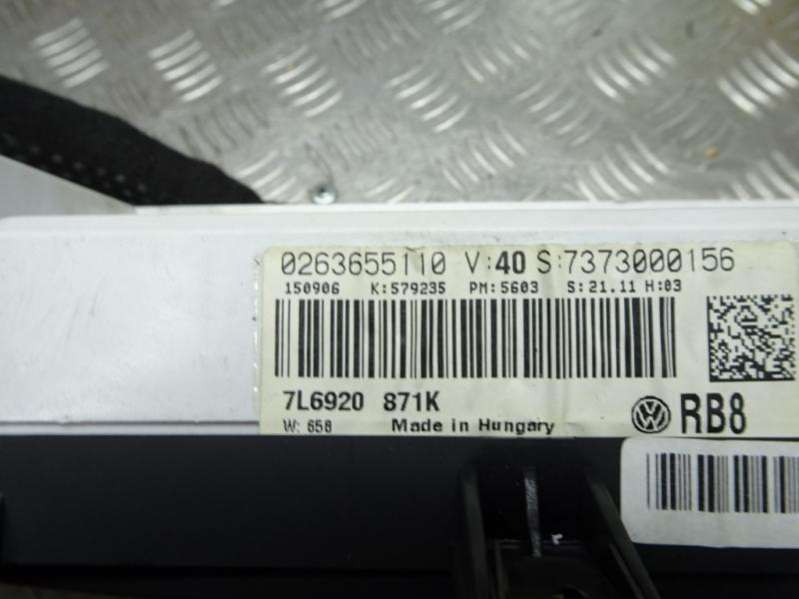 0263655110 V:40 S:7373000156
150906 K:579235 PM:5603 S:21.11 H:03
7L6920 871K
RB8
W: 658 Made in Hungary